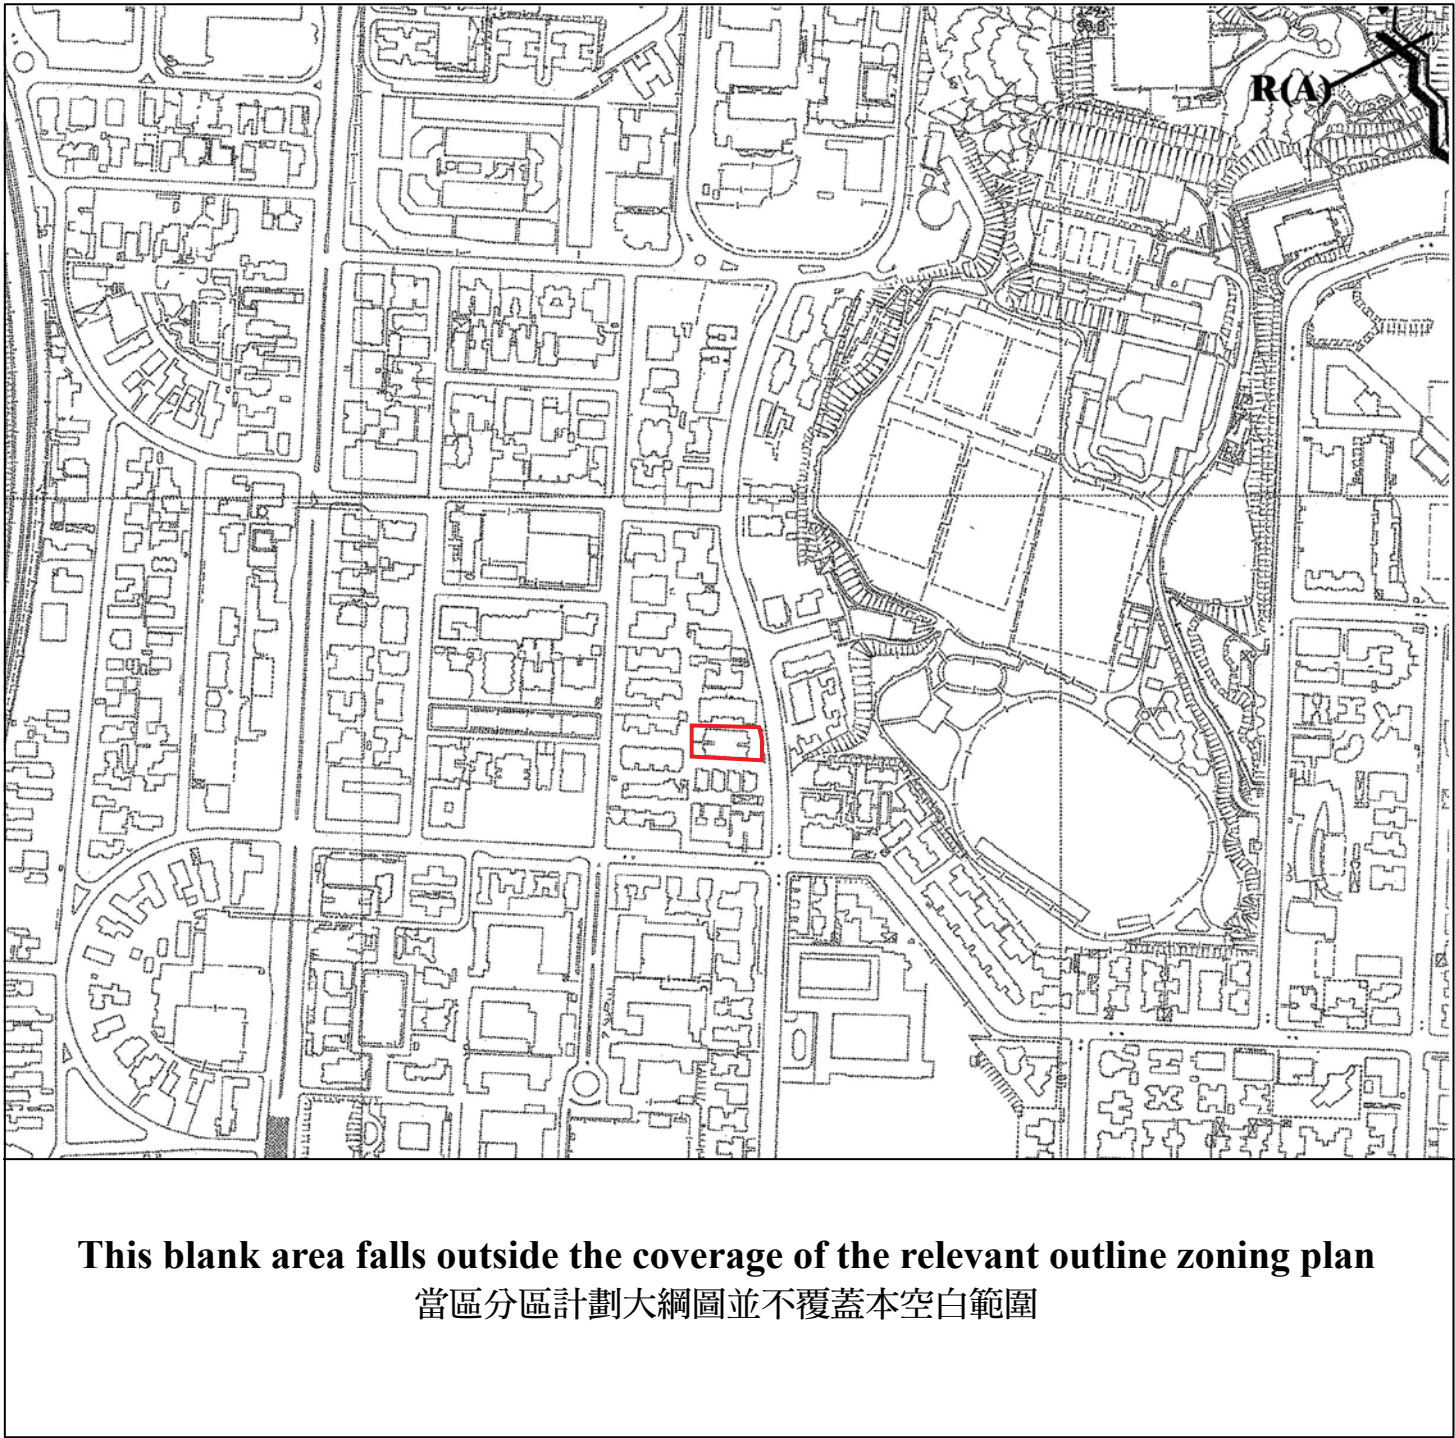 R(A)
This blank area falls outside the coverage of the relevant outline zoning plan
當區分區計劃大綱圖並不覆蓋本空白範圍